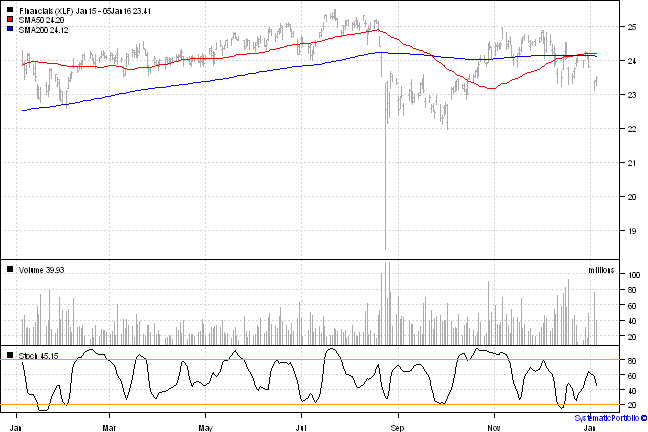 Financials (XLF) Jan 15 - 05Jan16 23.41
SMA50 24.20
SMA200 24.12
25
24
23
22
21
20
19
Volume 39.93
millions
100
80
60
40
20
Stoch 45.15
80
60
40
20
Jan
Mar
May
Jul
Sep
Nov
Jan
SystematicPortfolio ©